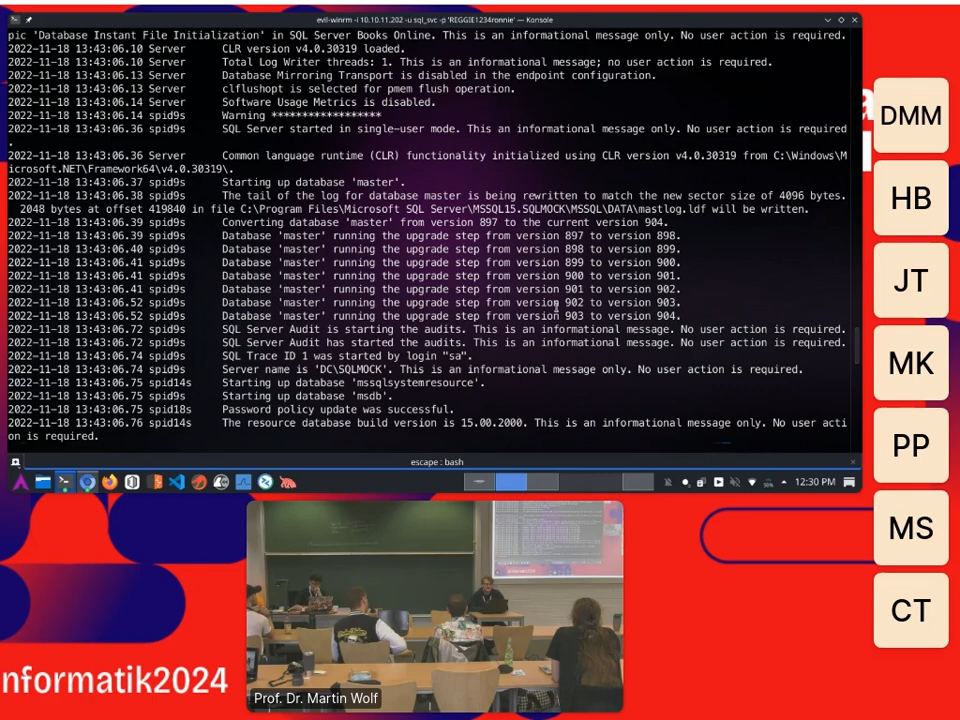 evil-winrm -i 10.10.11.202 -u sql_svc -p 'REGGIE1234ronnie' — Konsole
pic 'Database Instant File Initialization' in SQL Server Books Online. This is an informational message only. No user action is required.
2022-11-18 13:43:06.10 Server      CLR version v4.0.30319 loaded.
2022-11-18 13:43:06.10 Server      Total Log Writer threads: 1. This is an informational message; no user action is required.
2022-11-18 13:43:06.13 Server      Database Mirroring Transport is disabled in the endpoint configuration.
2022-11-18 13:43:06.13 Server      clflushopt is selected for pmem flush operation.
2022-11-18 13:43:06.14 Server      Software Usage Metrics is disabled.
2022-11-18 13:43:06.14 spid9s      Warning ******************
2022-11-18 13:43:06.36 spid9s      SQL Server started in single-user mode. This an informational message only. No user action is required
2022-11-18 13:43:06.36 Server      Common language runtime (CLR) functionality initialized using CLR version v4.0.30319 from C:\Windows\M
icrosoft.NET\Framework64\v4.0.30319\.
2022-11-18 13:43:06.37 spid9s      Starting up database 'master'.
2022-11-18 13:43:06.38 spid9s      The tail of the log for database master is being rewritten to match the new sector size of 4096 bytes.
2048 bytes at offset 419840 in file C:\Program Files\Microsoft SQL Server\MSSQL15.SQLMOCK\MSSQL\DATA\mastlog.ldf will be written.
2022-11-18 13:43:06.39 spid9s      Converting database 'master' from version 897 to the current version 904.
2022-11-18 13:43:06.39 spid9s      Database 'master' running the upgrade step from version 897 to version 898.
2022-11-18 13:43:06.40 spid9s      Database 'master' running the upgrade step from version 898 to version 899.
2022-11-18 13:43:06.41 spid9s      Database 'master' running the upgrade step from version 899 to version 900.
2022-11-18 13:43:06.41 spid9s      Database 'master' running the upgrade step from version 900 to version 901.
2022-11-18 13:43:06.41 spid9s      Database 'master' running the upgrade step from version 901 to version 902.
2022-11-18 13:43:06.52 spid9s      Database 'master' running the upgrade step from version 902 to version 903.
2022-11-18 13:43:06.52 spid9s      Database 'master' running the upgrade step from version 903 to version 904.
2022-11-18 13:43:06.72 spid9s      SQL Server Audit is starting the audits. This is an informational message. No user action is required.
2022-11-18 13:43:06.72 spid9s      SQL Server Audit has started the audits. This is an informational message. No user action is required.
2022-11-18 13:43:06.74 spid9s      SQL Trace ID 1 was started by login "sa".
2022-11-18 13:43:06.74 spid9s      Server name is 'DC\SQLMOCK'. This is an informational message only. No user action is required.
2022-11-18 13:43:06.75 spid14s     Starting up database 'mssqlsystemresource'.
2022-11-18 13:43:06.75 spid9s      Starting up database 'msdb'.
2022-11-18 13:43:06.75 spid18s     Password policy update was successful.
2022-11-18 13:43:06.76 spid14s     The resource database build version is 15.00.2000. This is an informational message only. No user acti
on is required.
escape : bash
12:30 PM
DMM
HB
JT
MK
PP
MS
CT
nformatik2024
Prof. Dr. Martin Wolf